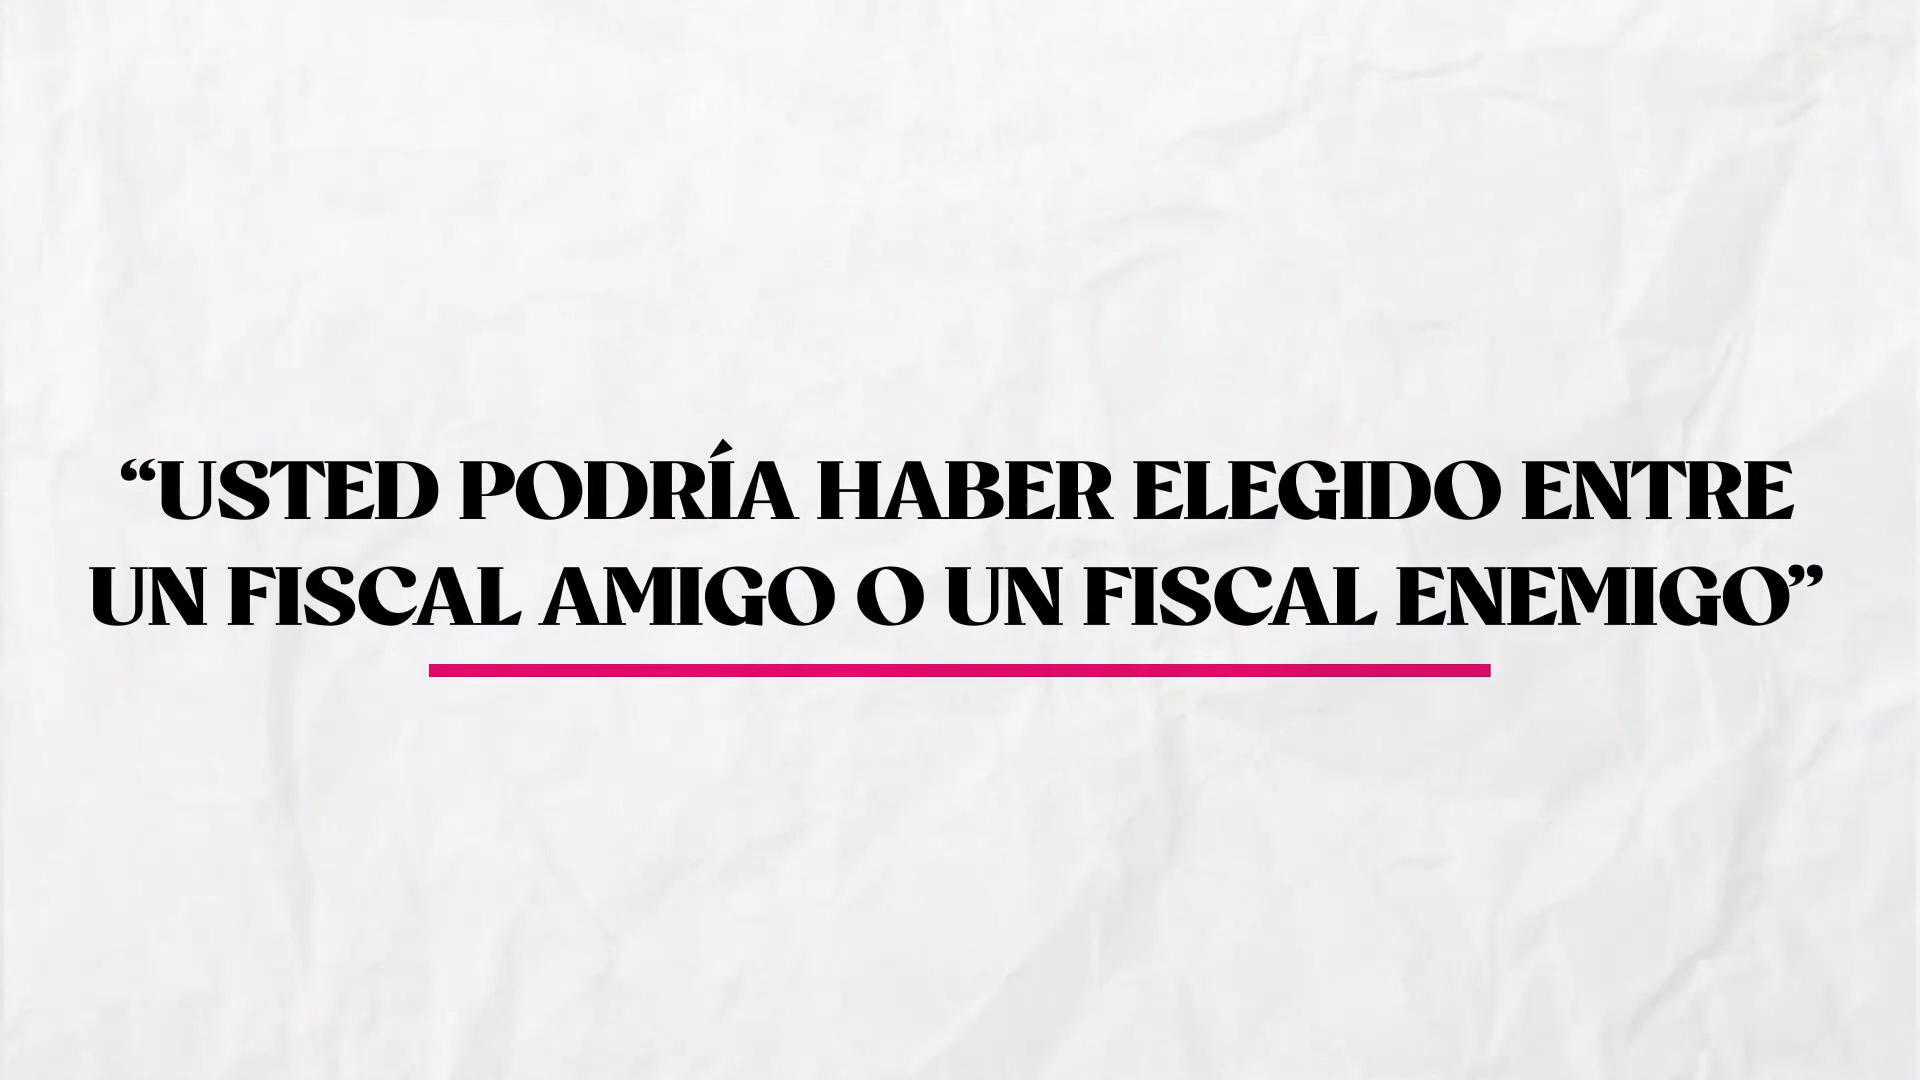 “USTED PODRÍA HABER ELEGIDO ENTRE
UN FISCAL AMIGO O UN FISCAL ENEMIGO”